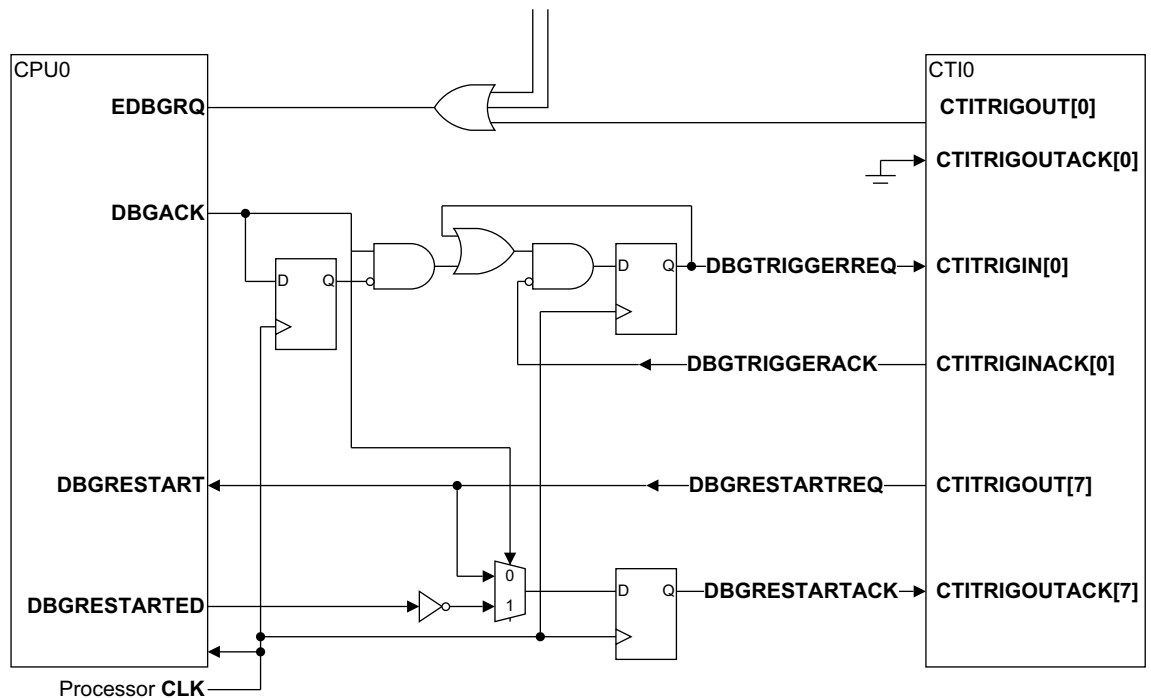 CPU0
CTI0
EDBGRQ
CTITRIGOUT[0]
CTITRIGOUTACK[0]
DBGACK
D Q
D Q
DBGTRIGGERREQ
CTITRIGIN[0]
DBGTRIGGERACK
CTITRIGINACK[0]
DBGRESTART
DBGRESTARTREQ
CTITRIGOUT[7]
0
1
D Q
DBGRESTARTACK
CTITRIGOUTACK[7]
DBGRESTARTED
Processor CLK